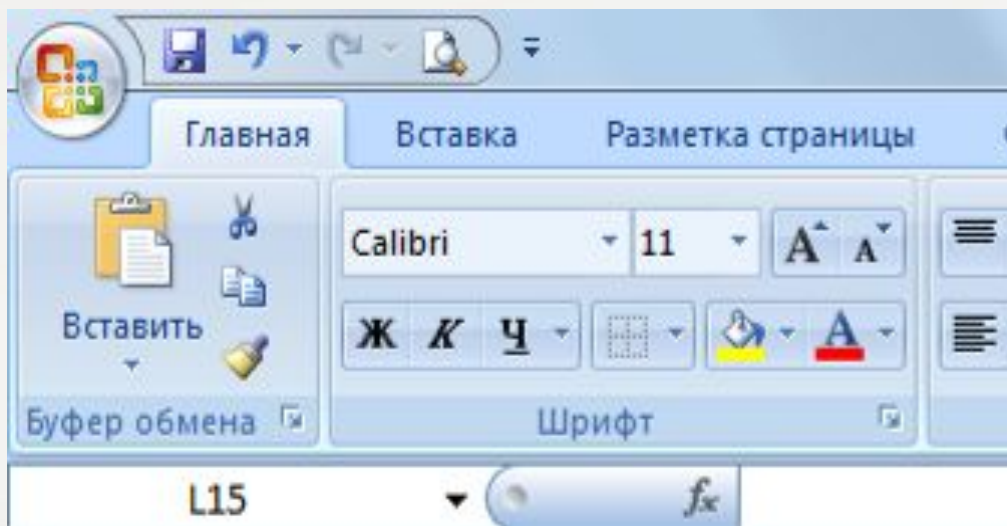 Главная Вставка Разметка страницы
Calibri 11 А А
Вставить
Ж К Ч А
Буфер обмена Шрифт
L15 fx